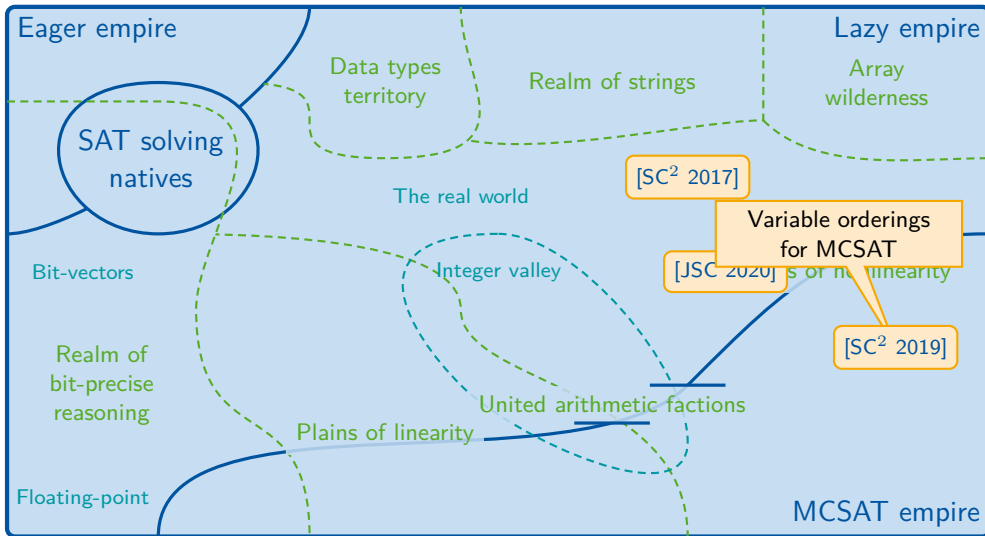 Eager empire
Lazy empire
Data types
territory
Realm of strings
Array
wilderness
SAT solving
natives
[SC² 2017]
The real world
Variable orderings
for MCSAT
Bit-vectors
Integer valley
[JSC 2020]
s of no
linearity
[SC² 2019]
Realm of
bit-precise
reasoning
United arithmetic factions
Plains of linearity
Floating-point
MCSAT empire